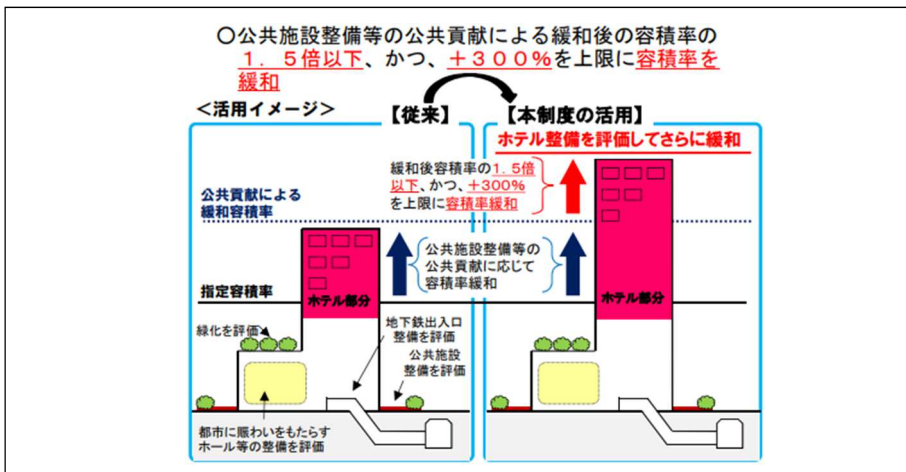 〇公共施設整備等の公共貢献による緩和後の容積率の
１．５倍以下、かつ、＋３００％を上限に容積率を
緩和
＜活用イメージ＞
【従来】
【本制度の活用】
ホテル整備を評価してさらに緩和
緩和後容積率の１．５倍
以下、かつ、＋300％
を上限に容積率緩和
公共貢献による
緩和容積率
公共施設整備等の
公共貢献に応じて
容積率緩和
指定容積率
ホテル部分
ホテル部分
緑化を評価
地下鉄出入口
整備を評価
公共施設
整備を評価
都市に賑わいをもたらす
ホール等の整備を評価